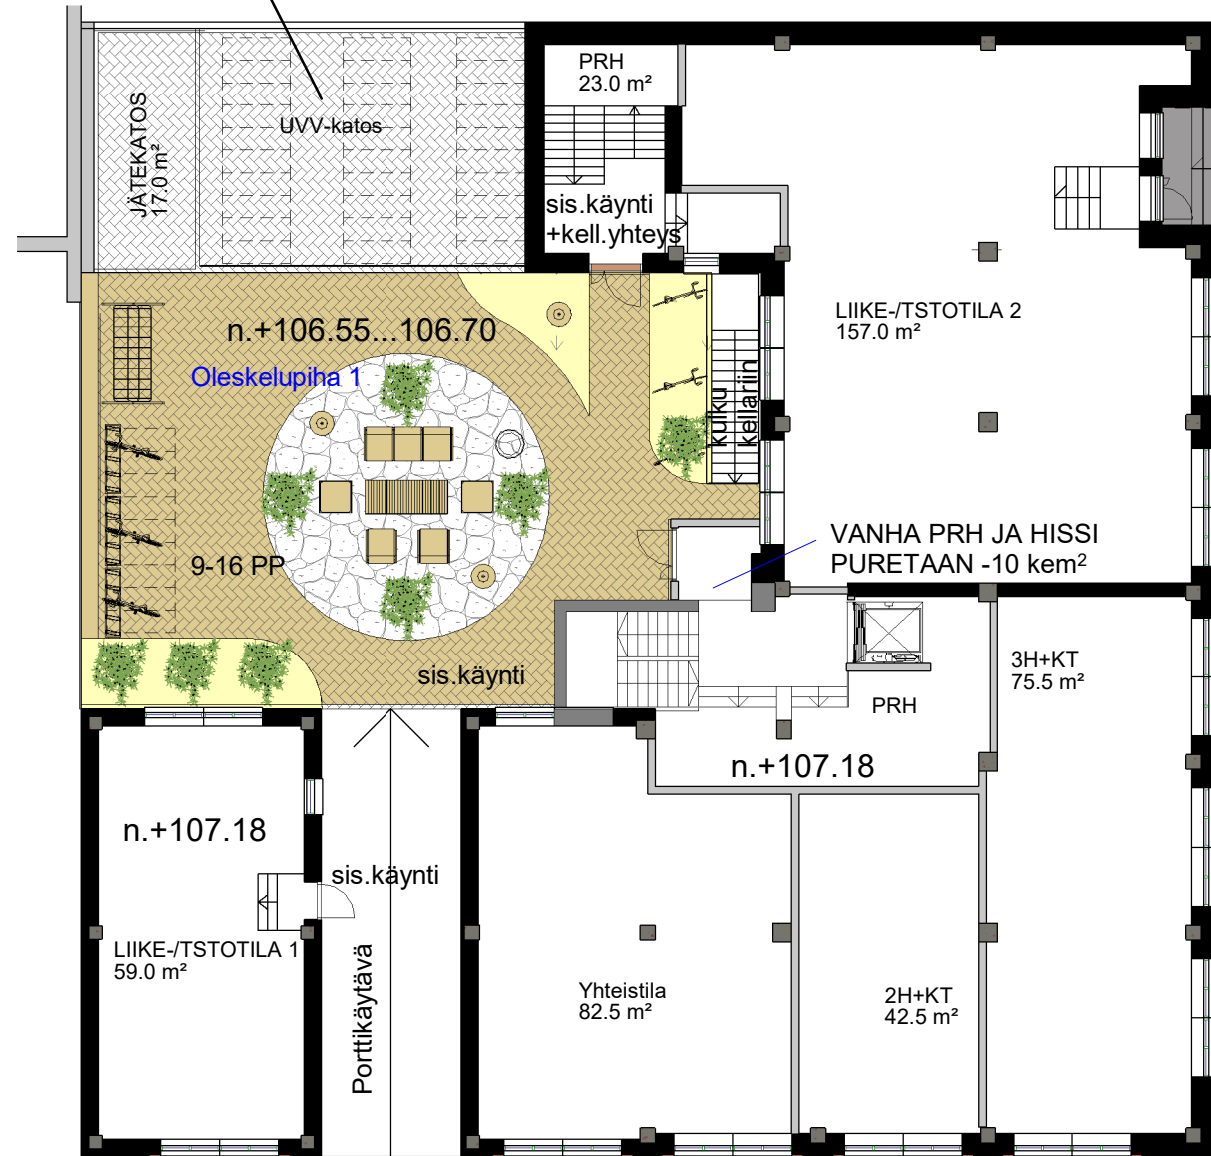 PRH
23.0 m²
JÄTEKATOS
17.0 m²
UVV-katos
sis.käynti
+kell.yhteys
n.+106.55...106.70
Oleskelupiha 1
LIIKE-/TSTOTILA 2
157.0 m²
kulku
kellariin
VANHA PRH JA HISSI
PURETAAN -10 kem²
9-16 PP
sis.käynti
3H+KT
75.5 m²
PRH
n.+107.18
n.+107.18
sis.käynti
LIIKE-/TSTOTILA 1
59.0 m²
Porttikäytävä
Yhteistila
82.5 m²
2H+KT
42.5 m²